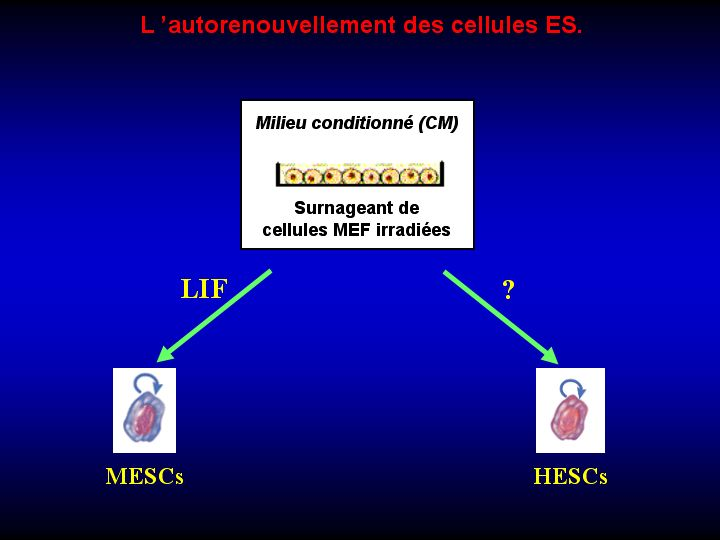 L ’autorenouvellement des cellules ES.
Milieu conditionné (CM)
Surnageant de
cellules MEF irradiées
LIF
?
MESCs
HESCs